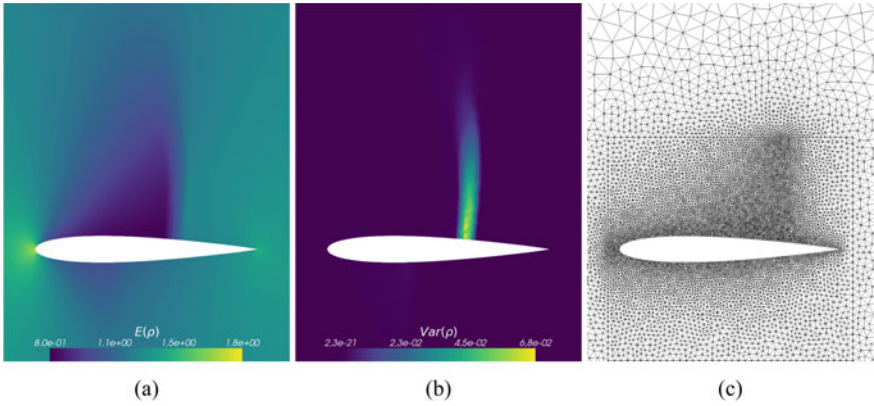 E(ρ)
8.0e-01 1.1e+00 1.5e+00 1.8e+00
Var(ρ)
2.3e-21 2.3e-02 4.5e-02 6.8e-02
(a) (b) (c)